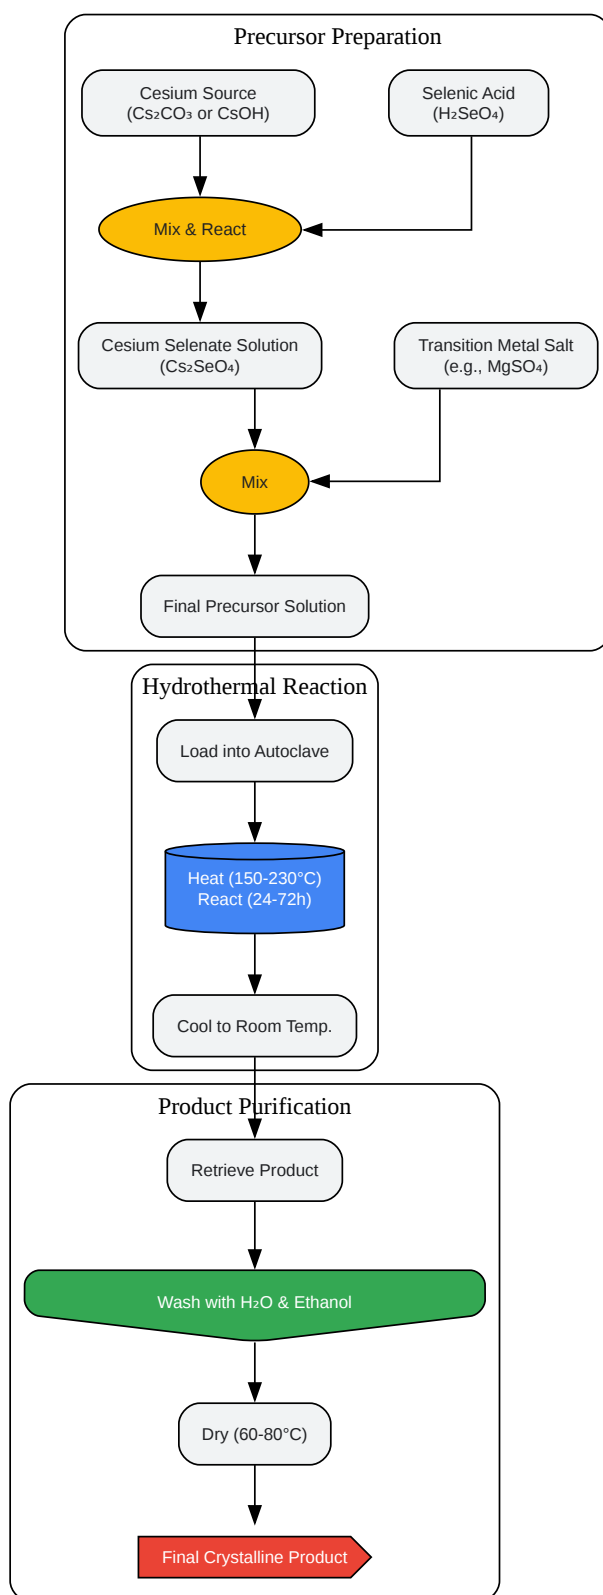 Precursor Preparation
Cesium Source
(Cs₂CO₃ or CsOH)
Selenic Acid
(H₂SeO₄)
Mix & React
Cesium Selenate Solution
(Cs₂SeO₄)
Transition Metal Salt
(e.g., MgSO₄)
Mix
Final Precursor Solution
Hydrothermal Reaction
Load into Autoclave
Heat (150-230°C)
React (24-72h)
Cool to Room Temp.
Product Purification
Retrieve Product
Wash with H₂O & Ethanol
Dry (60-80°C)
Final Crystalline Product